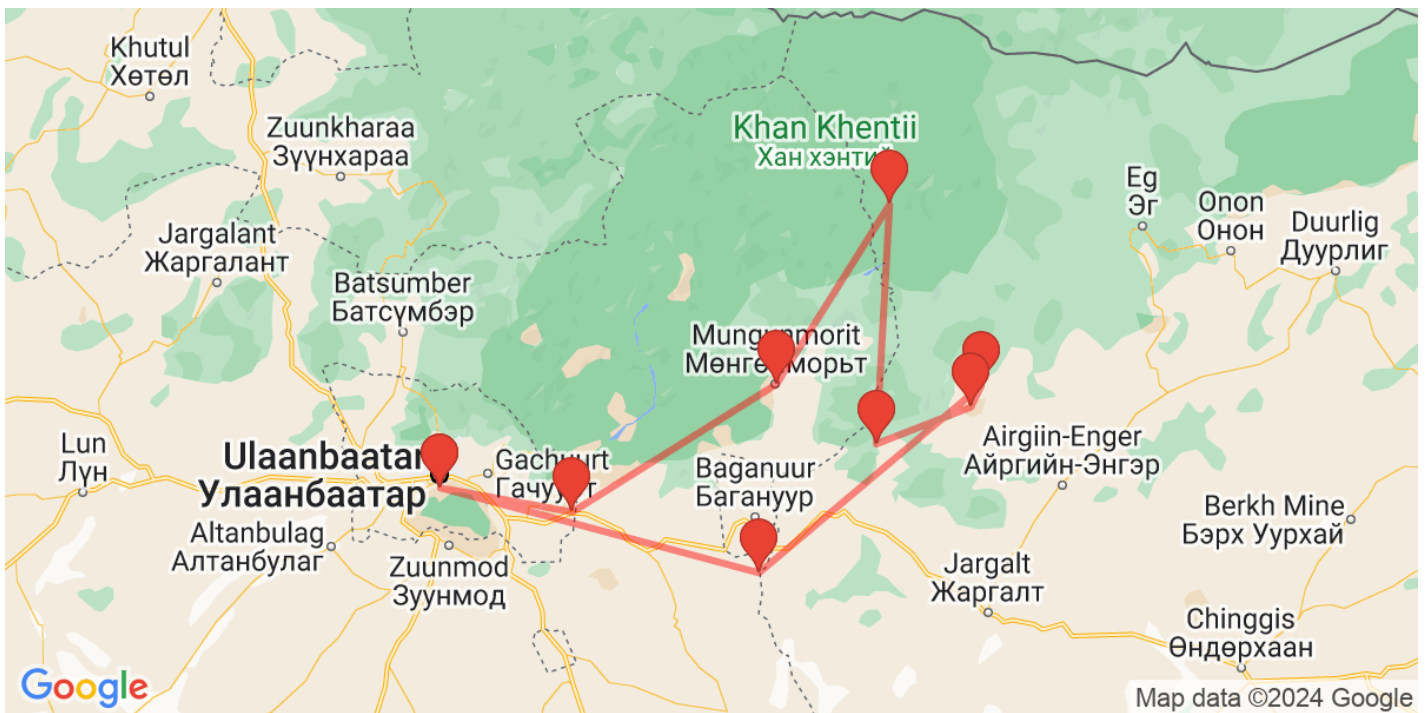 Khutul
Хөтөл
Zuunkharaa
Зүүнхараа
Khan Khentii
Хан хэнтий
Eg
Эг
Onon
Онон
Duurlig
Дуурлиг
Jargalant
Жаргалант
Batsumber
Батсүмбэр
Mungunmorit
Мөнгөнморьт
Lun
Лүн
Ulaanbaatar
Улаанбаатар
Gachuurt
Гачуурт
Baganuur
Багануур
Airgiin-Enger
Айргийн-Энгэр
Berkh Mine
Бэрх Уурхай
Altanbulag
Алтанбулаг
Zuunmod
Зуунмод
Jargalt
Жаргалт
Chinggis
Өндөрхаан
Google
Map data ©2024 Google